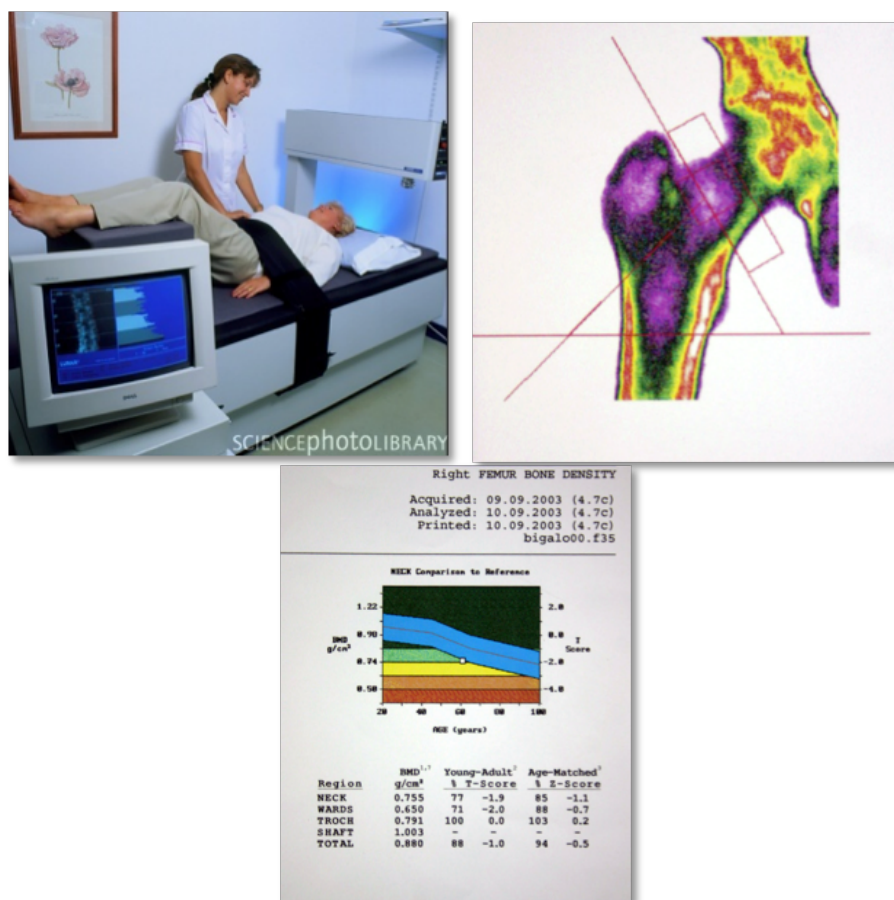 SCIENCEphotoLIBRARY
Right FEMUR BONE DENSITY
Acquired: 09.09.2003 (4.7c)
Analyzed: 10.09.2003 (4.7c)
Printed: 10.09.2003 (4.7c)
bigalo00.f35
NECK Comparison to Reference
1.22 2.0
0.98 0.0
BMD T
g/cm² Score
0.74 -2.0
0.50 -4.0
20 40 60 80 100
AGE (years)
BMD¹,⁷ Young-Adult² Age-Matched³
Region g/cm² % T-Score % Z-Score
NECK 0.755 77 -1.9 85 -1.1
WARDS 0.650 71 -2.0 88 -0.7
TROCH 0.791 100 0.0 103 0.2
SHAFT 1.003 - - - -
TOTAL 0.880 88 -1.0 94 -0.5